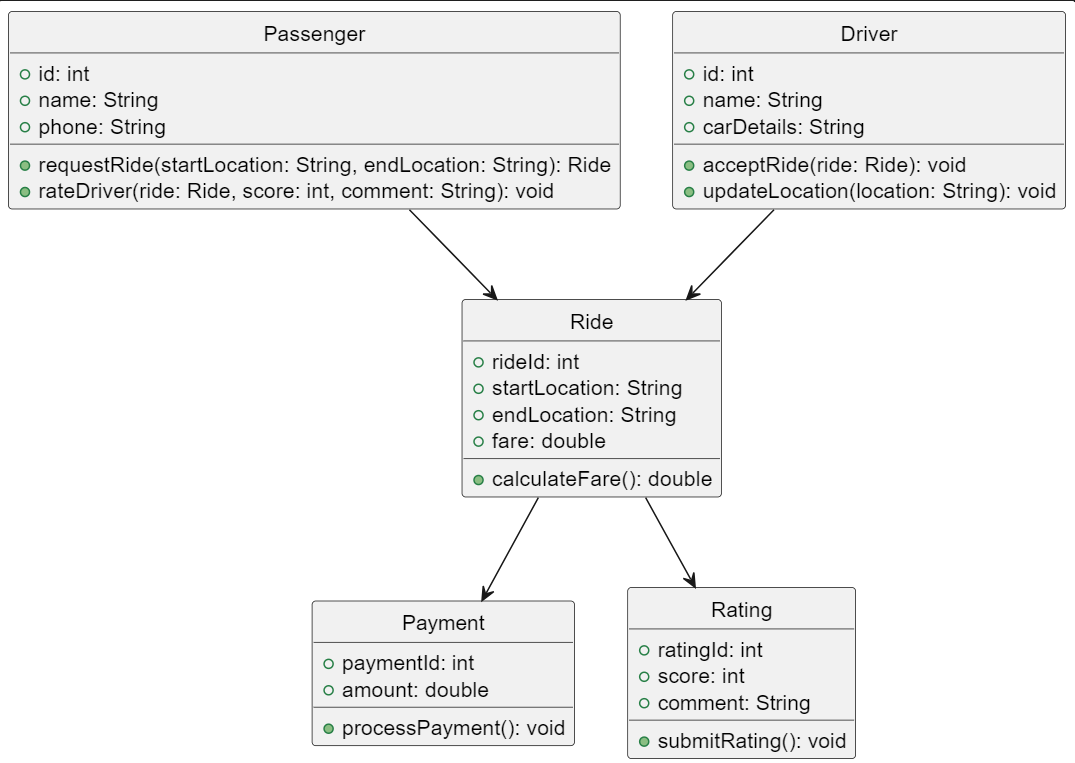 Passenger
id: int
name: String
phone: String
requestRide(startLocation: String, endLocation: String): Ride
rateDriver(ride: Ride, score: int, comment: String): void
Driver
id: int
name: String
carDetails: String
acceptRide(ride: Ride): void
updateLocation(location: String): void
Ride
rideId: int
startLocation: String
endLocation: String
fare: double
calculateFare(): double
Payment
paymentId: int
amount: double
processPayment(): void
Rating
ratingId: int
score: int
comment: String
submitRating(): void